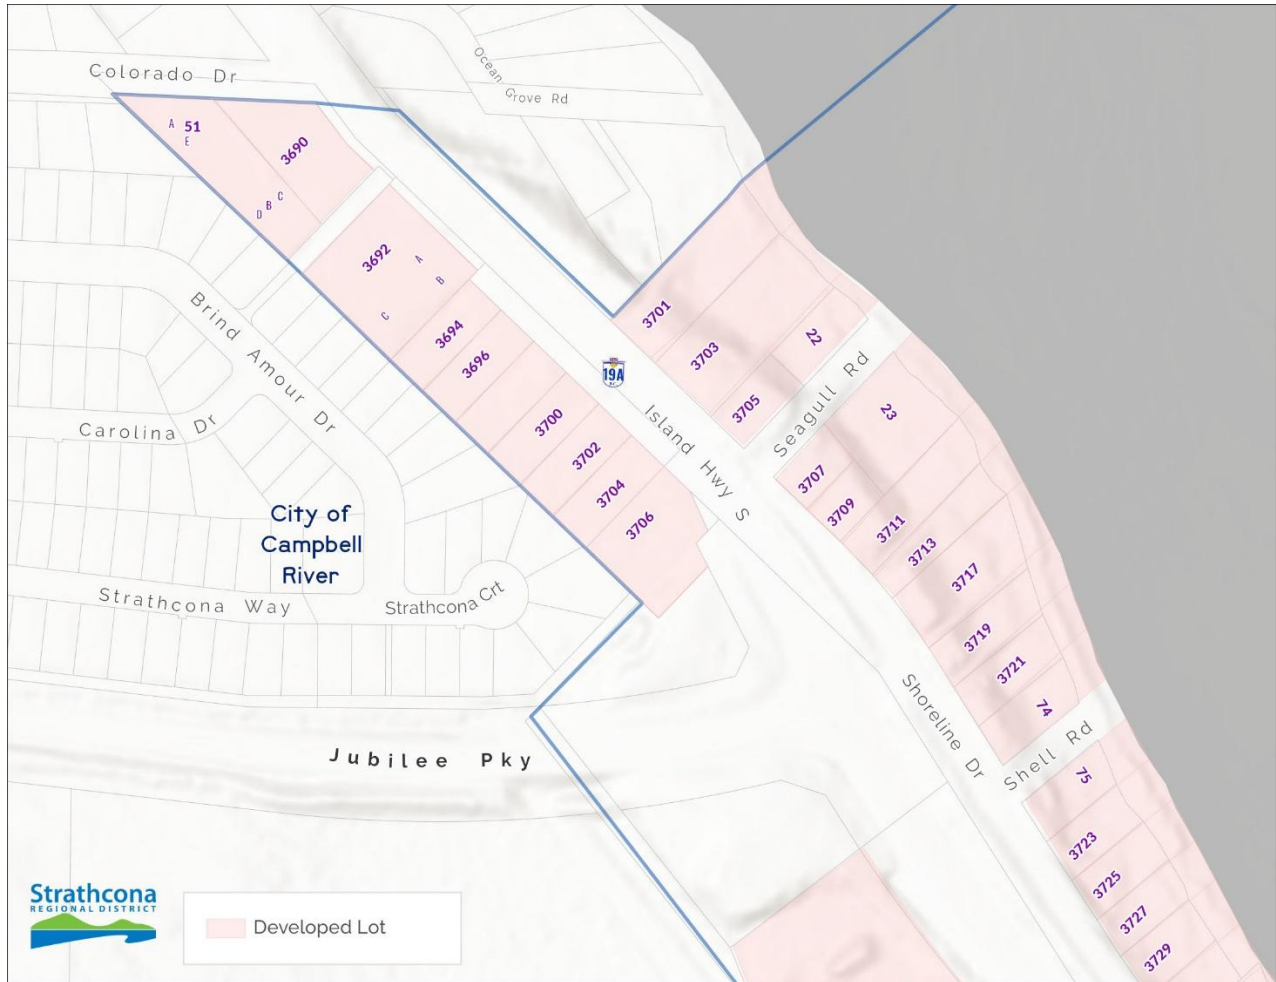 Colorado Dr
Ocean Grove Rd
A 51
E
3690
D B C
3692
A
B
C
3694
3696
3700
3702
3704
3706
3701
3703
3705
22
Seagull Rd
23
19A
Island Hwy S
Brind Amour Dr
Carolina Dr
City of
Campbell
River
Strathcona Way
Strathcona Crt
3707
3709
3711
3713
3717
3719
3721
74
Shoreline Dr
Shell Rd
75
3723
3725
3727
3729
Jubilee Pky
Strathcona
REGIONAL DISTRICT
Developed Lot